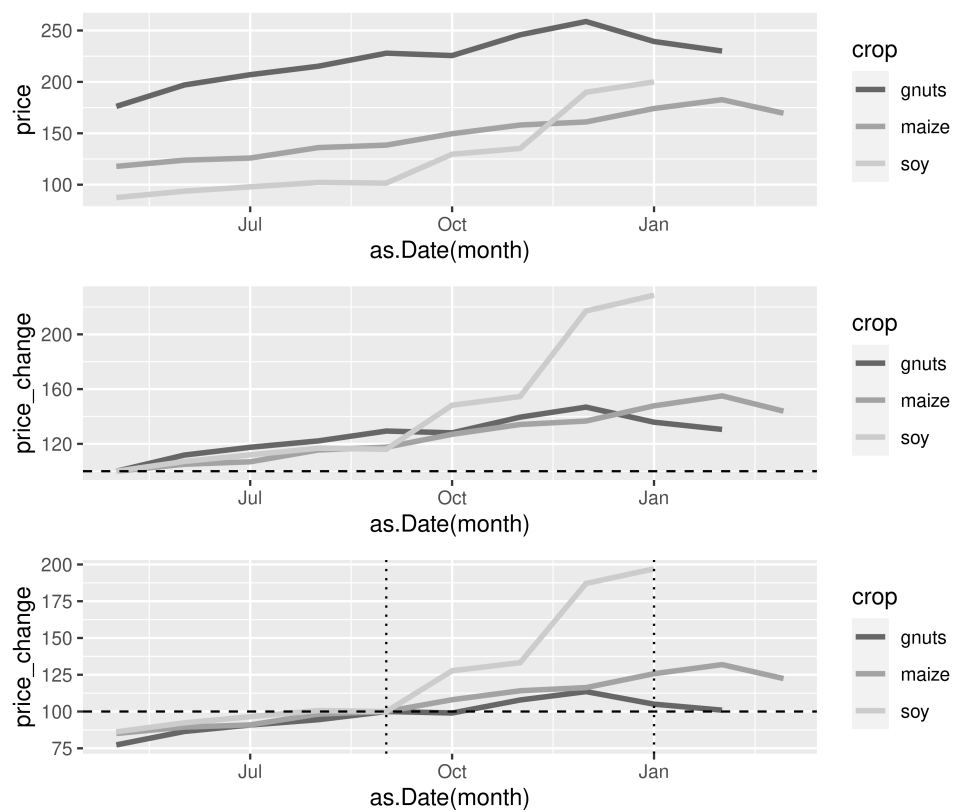 250
200
150
100
price
Jul
Oct
Jan
as.Date(month)
crop
gnuts
maize
soy
200
160
120
price_change
Jul
Oct
Jan
as.Date(month)
crop
gnuts
maize
soy
200
175
150
125
100
75
price_change
Jul
Oct
Jan
as.Date(month)
crop
gnuts
maize
soy